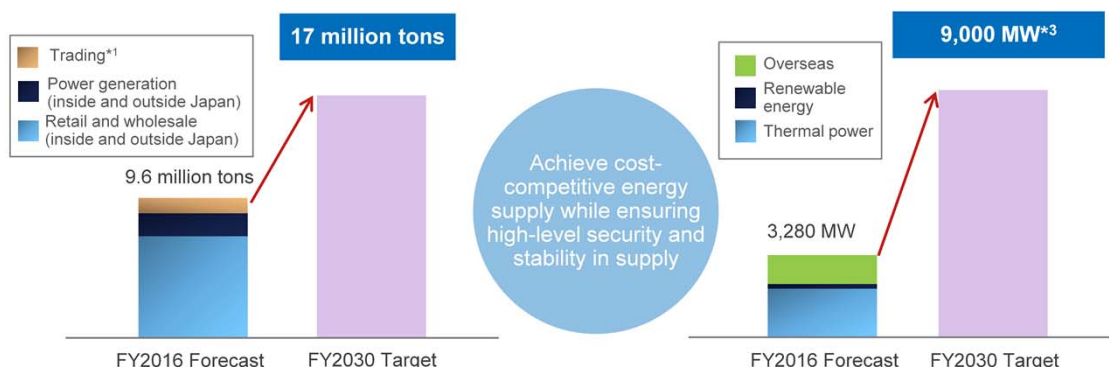 17 million tons
Trading*1
Power generation
(inside and outside Japan)
Retail and wholesale
(inside and outside Japan)
9.6 million tons
FY2016 Forecast
FY2030 Target
Achieve cost-
competitive energy
supply while ensuring
high-level security and
stability in supply
9,000 MW*3
Overseas
Renewable
energy
Thermal power
3,280 MW
FY2016 Forecast
FY2030 Target